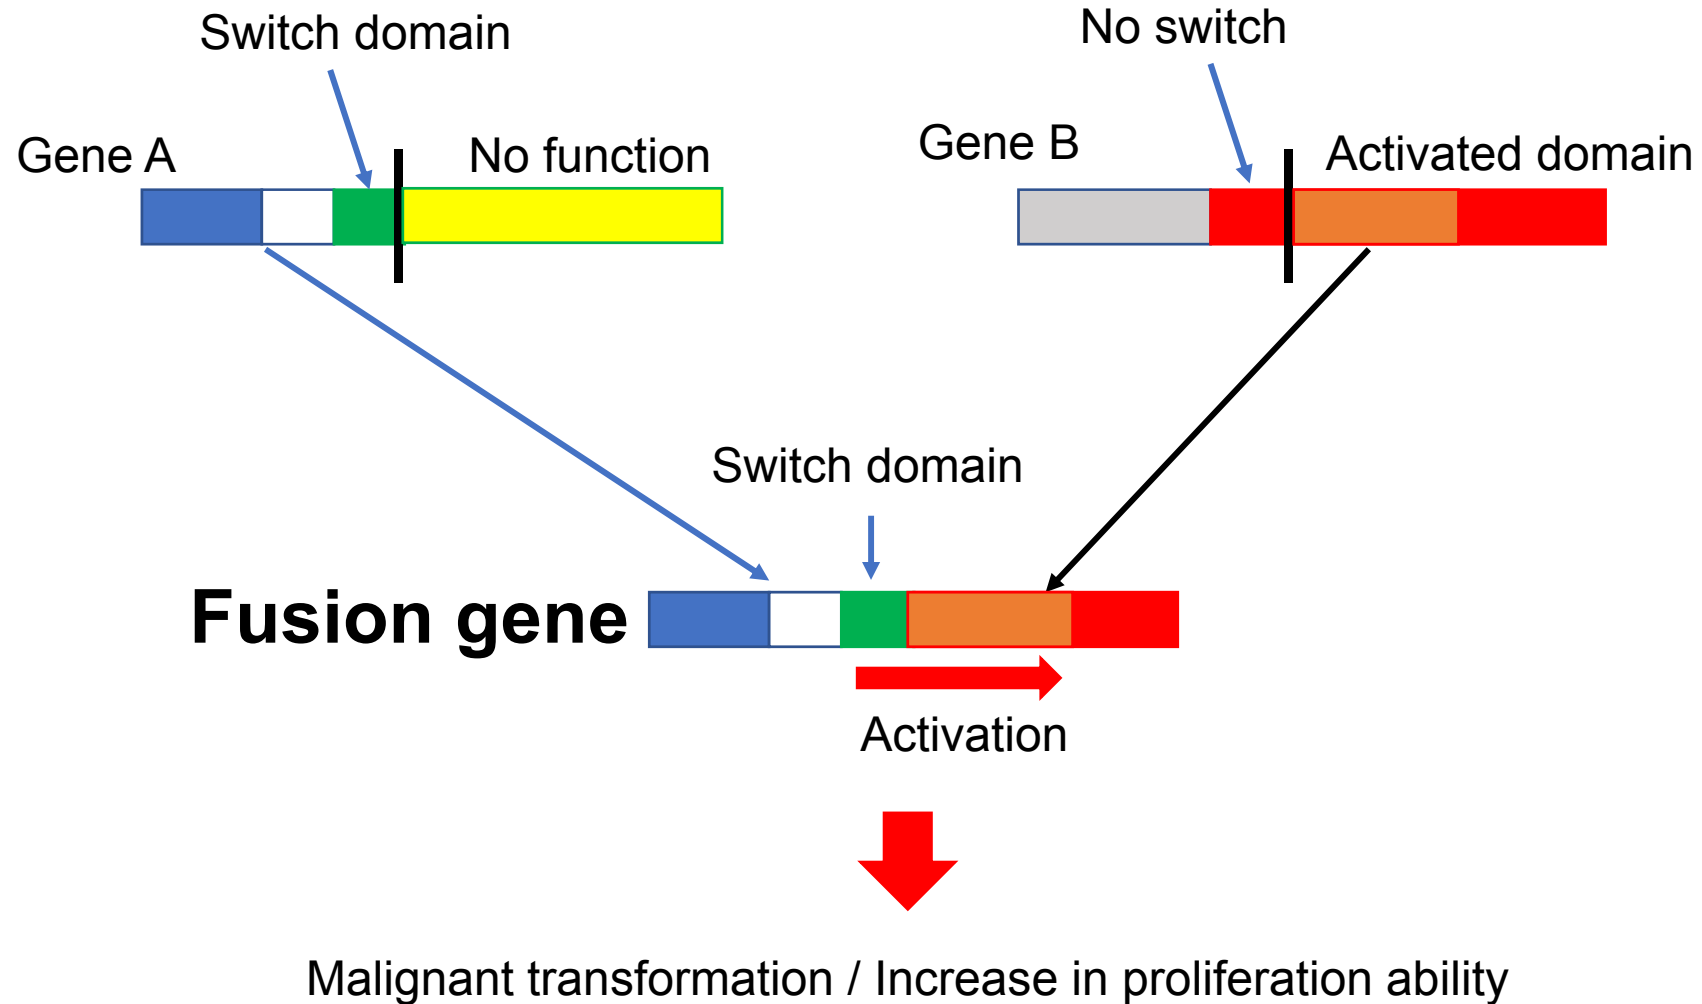 Switch domain
No switch
Gene A
No function
Gene B
Activated domain
Switch domain
Fusion gene
Activation
Malignant transformation / Increase in proliferation ability